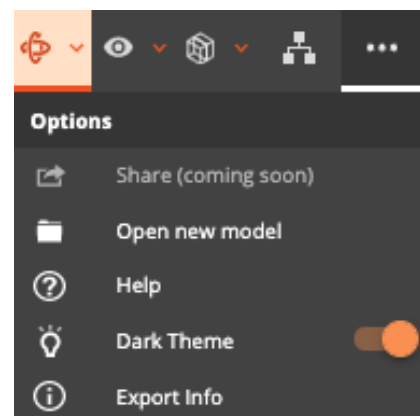 Options
Share (coming soon)
Open new model
Help
Dark Theme
Export Info